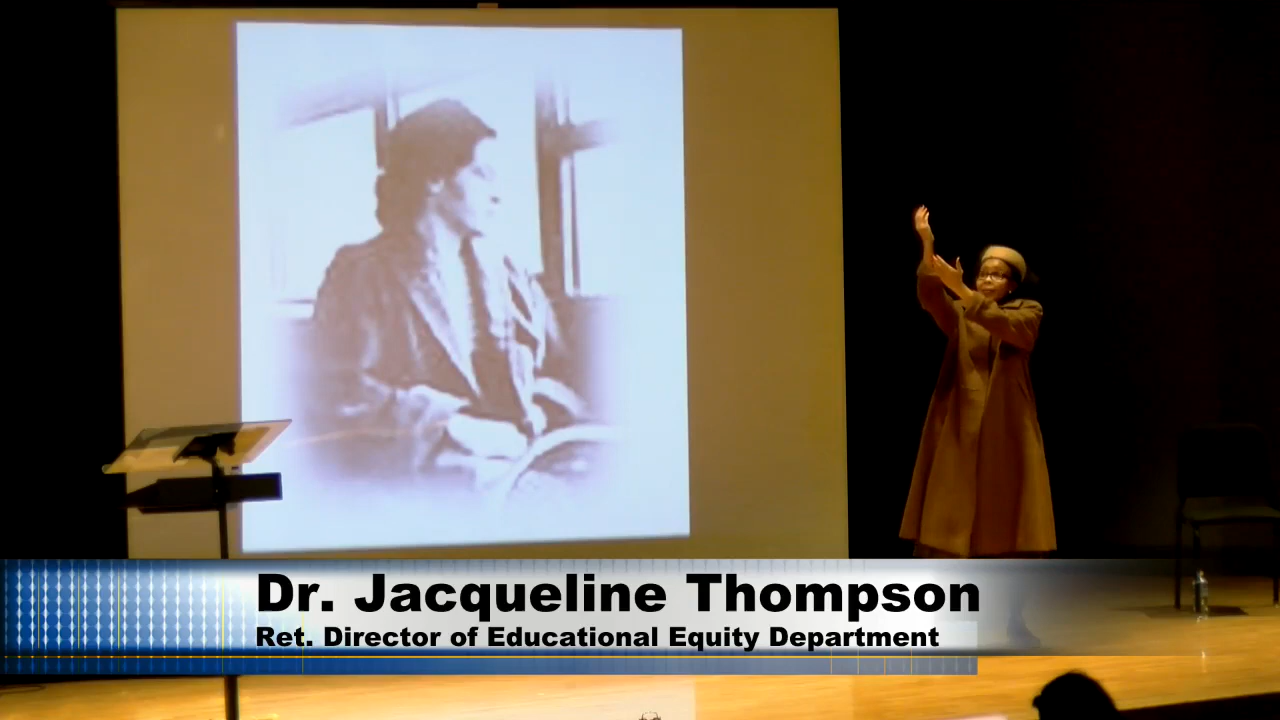 Dr. Jacqueline Thompson
Ret. Director of Educational Equity Department